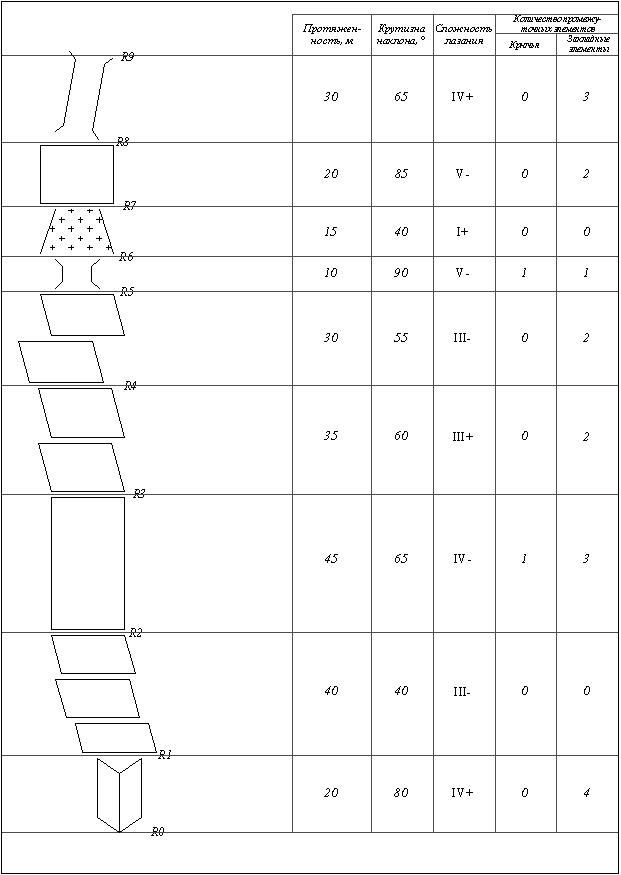 Протяжен-
ность, м
Крутизна
наклона, °
Сложность
лазания
Количество промежу-
точных элементов
Крючья
Закладные
элементы
R9
30 65 IV+ 0 3
R8
20 85 V- 0 2
R7
15 40 I+ 0 0
R6
10 90 V- 1 1
R5
30 55 III- 0 2
R4
35 60 III+ 0 2
R3
45 65 IV- 1 3
R2
40 40 III- 0 0
R1
20 80 IV+ 0 4
R0